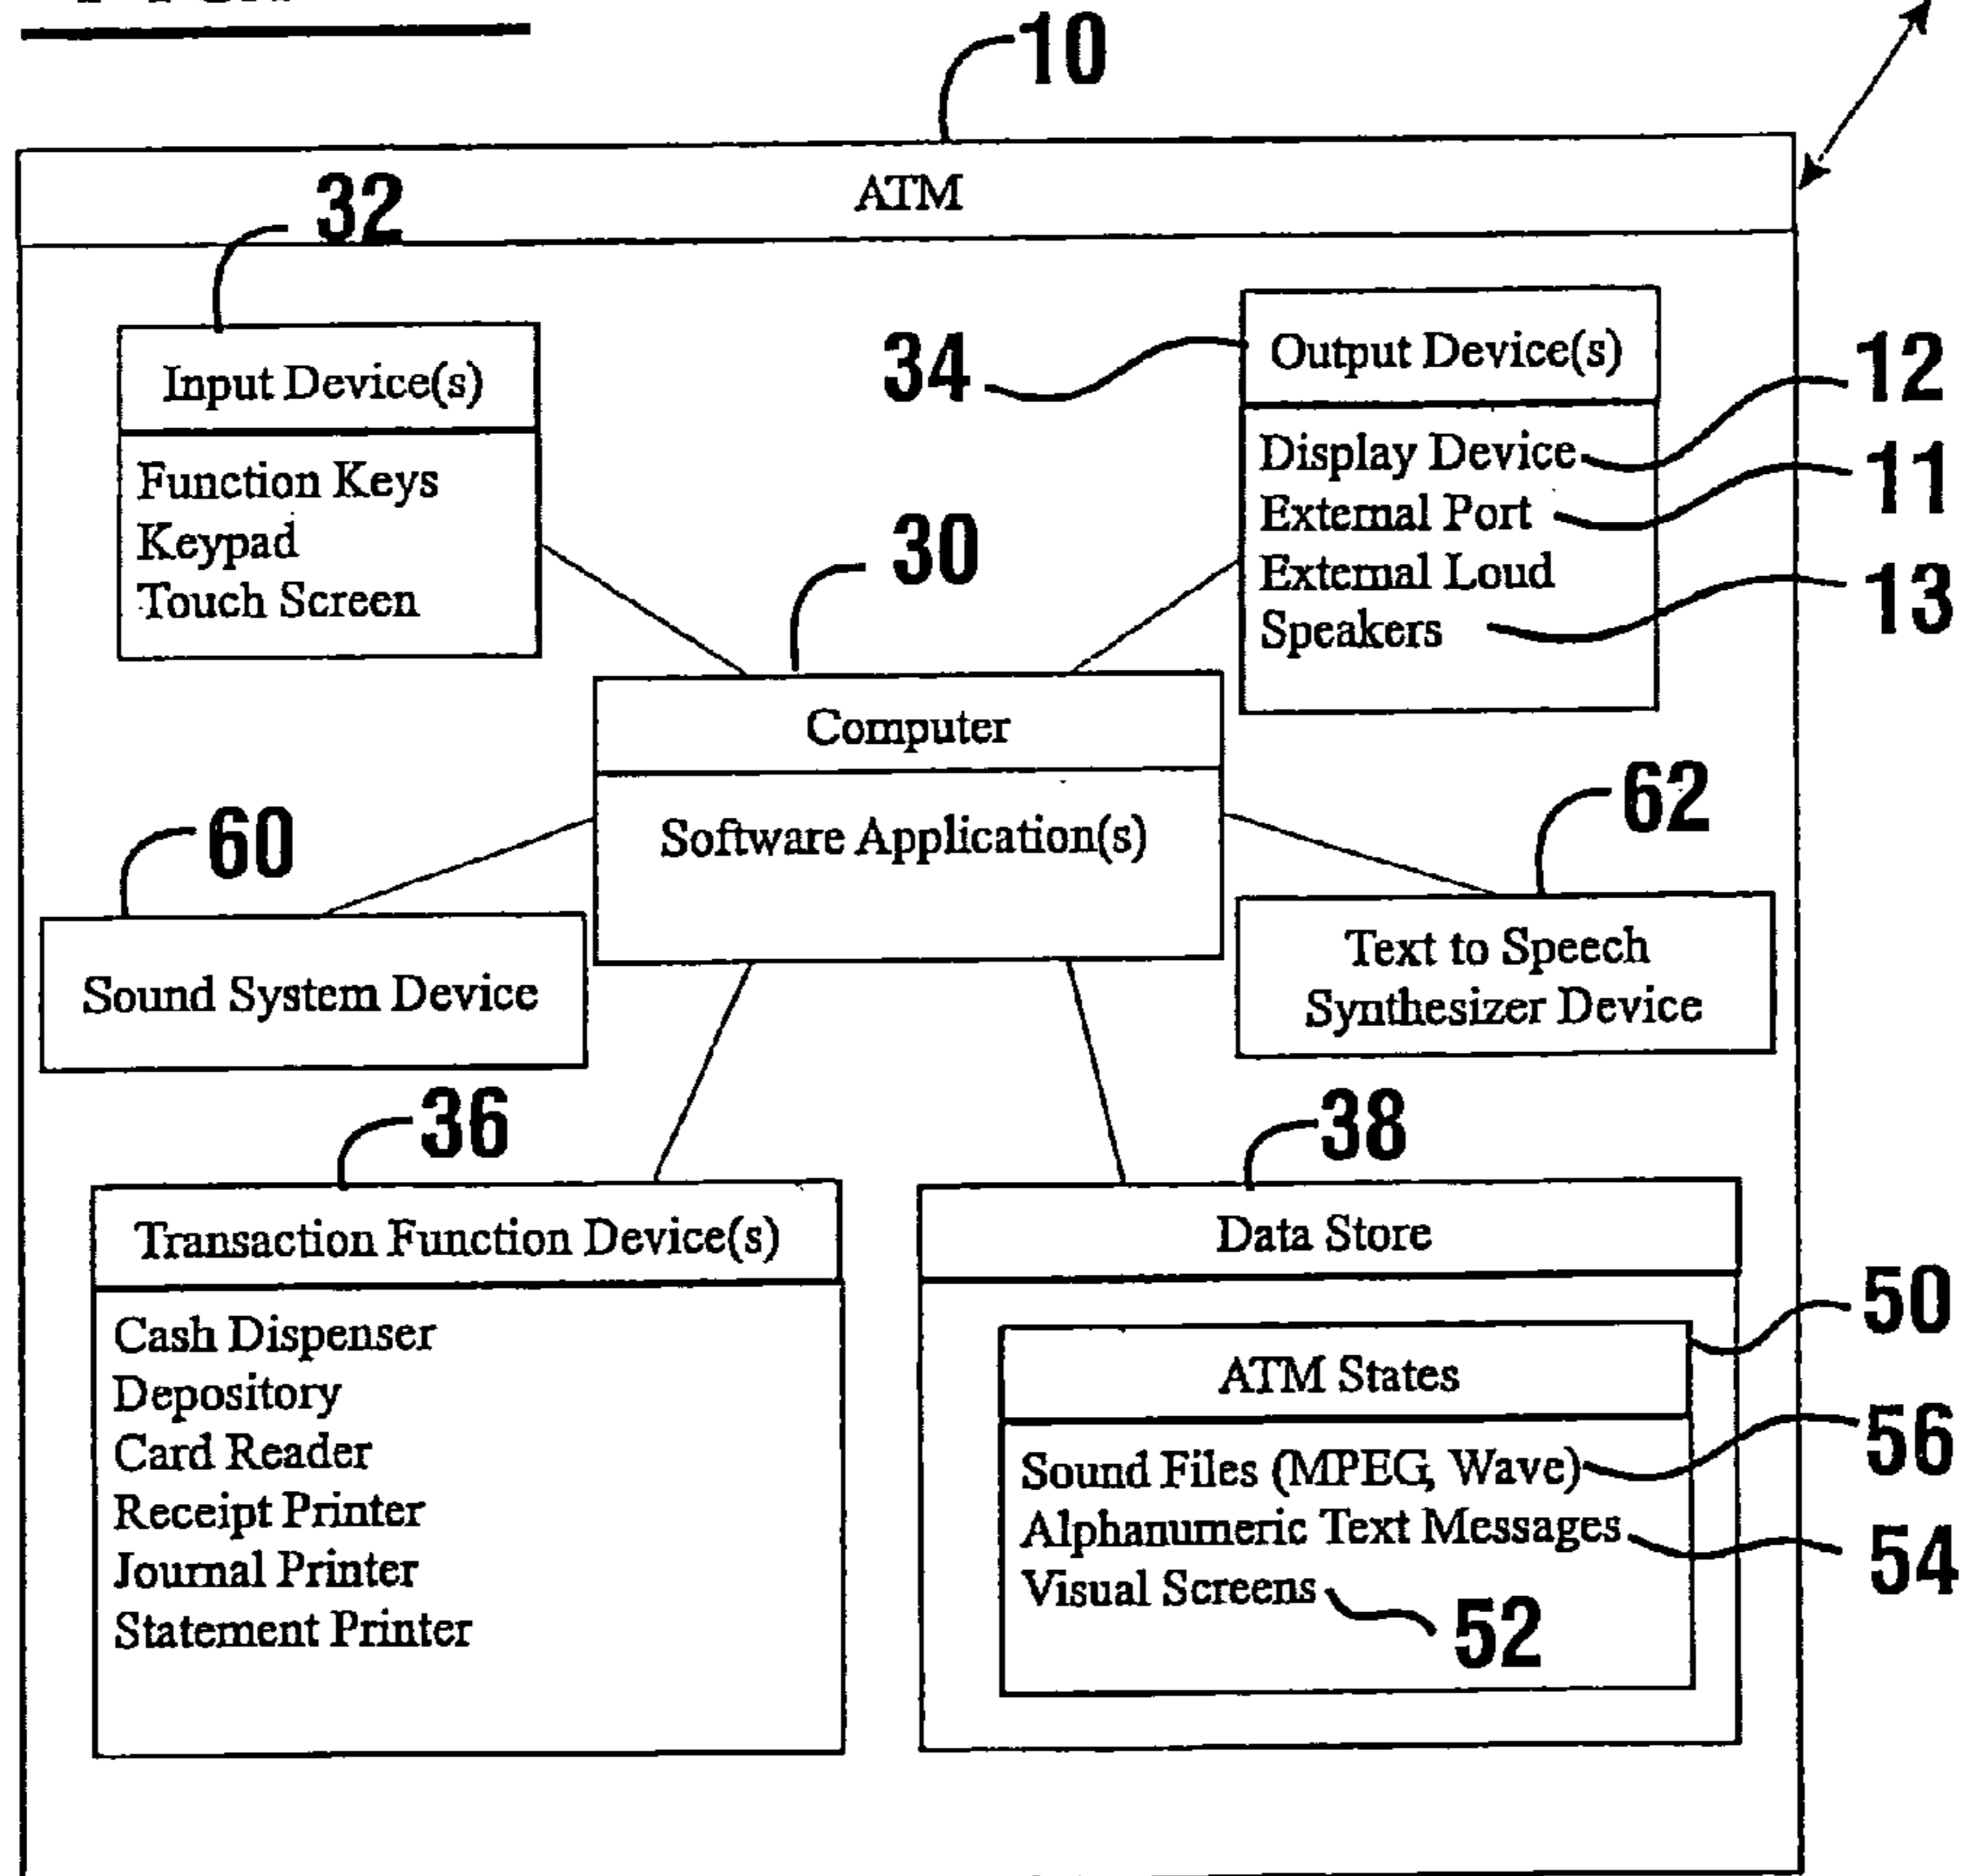 10
ATM
32
Input Device(s)
Function Keys
Keypad
Touch Screen
34
Output Device(s)
Display Device
External Port
External Loud
Speakers
12
11
13
30
Computer
Software Application(s)
60
Sound System Device
62
Text to Speech
Synthesizer Device
36
Transaction Function Device(s)
Cash Dispenser
Depository
Card Reader
Receipt Printer
Journal Printer
Statement Printer
38
Data Store
50
ATM States
Sound Files (MPEG, Wave)
Alphanumeric Text Messages
Visual Screens
56
54
52